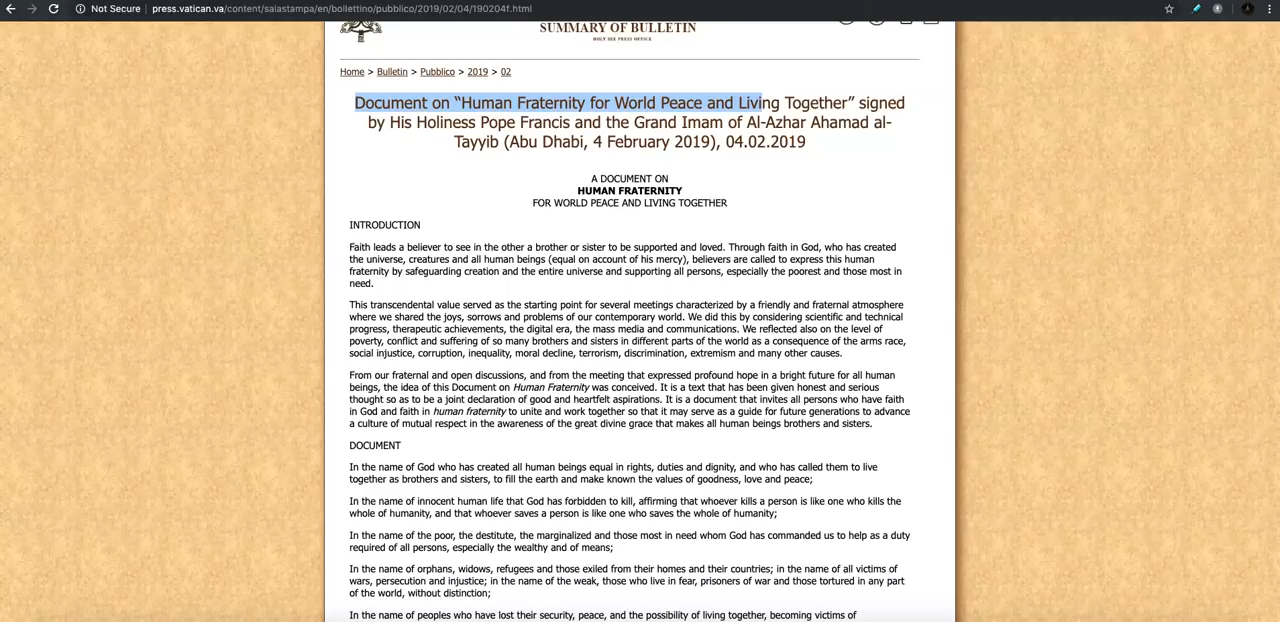 Not Secure | press.vatican.va/content/salastampa/en/bollettino/pubblico/2019/02/04/190204f.html
SUMMARY OF BULLETIN
HOLY SEE PRESS OFFICE
Home > Bulletin > Pubblico > 2019 > 02
Document on “Human Fraternity for World Peace and Living Together” signed
by His Holiness Pope Francis and the Grand Imam of Al-Azhar Ahamad al-
Tayyib (Abu Dhabi, 4 February 2019), 04.02.2019
A DOCUMENT ON
HUMAN FRATERNITY
FOR WORLD PEACE AND LIVING TOGETHER
INTRODUCTION
Faith leads a believer to see in the other a brother or sister to be supported and loved. Through faith in God, who has created
the universe, creatures and all human beings (equal on account of his mercy), believers are called to express this human
fraternity by safeguarding creation and the entire universe and supporting all persons, especially the poorest and those most in
need.
This transcendental value served as the starting point for several meetings characterized by a friendly and fraternal atmosphere
where we shared the joys, sorrows and problems of our contemporary world. We did this by considering scientific and technical
progress, therapeutic achievements, the digital era, the mass media and communications. We reflected also on the level of
poverty, conflict and suffering of so many brothers and sisters in different parts of the world as a consequence of the arms race,
social injustice, corruption, inequality, moral decline, terrorism, discrimination, extremism and many other causes.
From our fraternal and open discussions, and from the meeting that expressed profound hope in a bright future for all human
beings, the idea of this Document on Human Fraternity was conceived. It is a text that has been given honest and serious
thought so as to be a joint declaration of good and heartfelt aspirations. It is a document that invites all persons who have faith
in God and faith in human fraternity to unite and work together so that it may serve as a guide for future generations to advance
a culture of mutual respect in the awareness of the great divine grace that makes all human beings brothers and sisters.
DOCUMENT
In the name of God who has created all human beings equal in rights, duties and dignity, and who has called them to live
together as brothers and sisters, to fill the earth and make known the values of goodness, love and peace;
In the name of innocent human life that God has forbidden to kill, affirming that whoever kills a person is like one who kills the
whole of humanity, and that whoever saves a person is like one who saves the whole of humanity;
In the name of the poor, the destitute, the marginalized and those most in need whom God has commanded us to help as a duty
required of all persons, especially the wealthy and of means;
In the name of orphans, widows, refugees and those exiled from their homes and their countries; in the name of all victims of
wars, persecution and injustice; in the name of the weak, those who live in fear, prisoners of war and those tortured in any part
of the world, without distinction;
In the name of peoples who have lost their security, peace, and the possibility of living together, becoming victims of